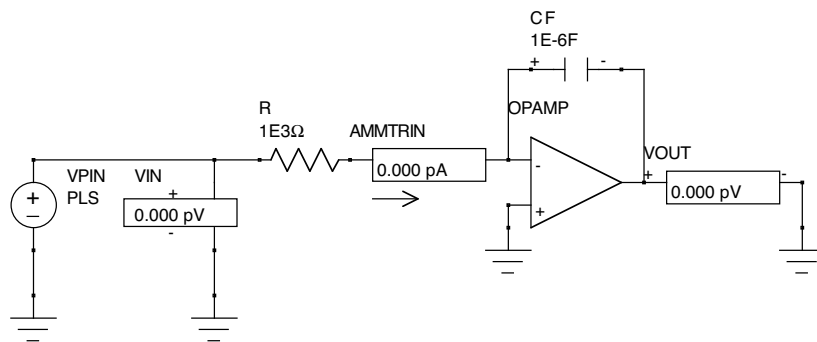 CF
1E-6F
+ -
OPAMP
R
1E3Ω
AMMTRIN
0.000 pA
-
+
VOUT
+ -
0.000 pV
VPIN
PLS
+
-
VIN
+
0.000 pV
-